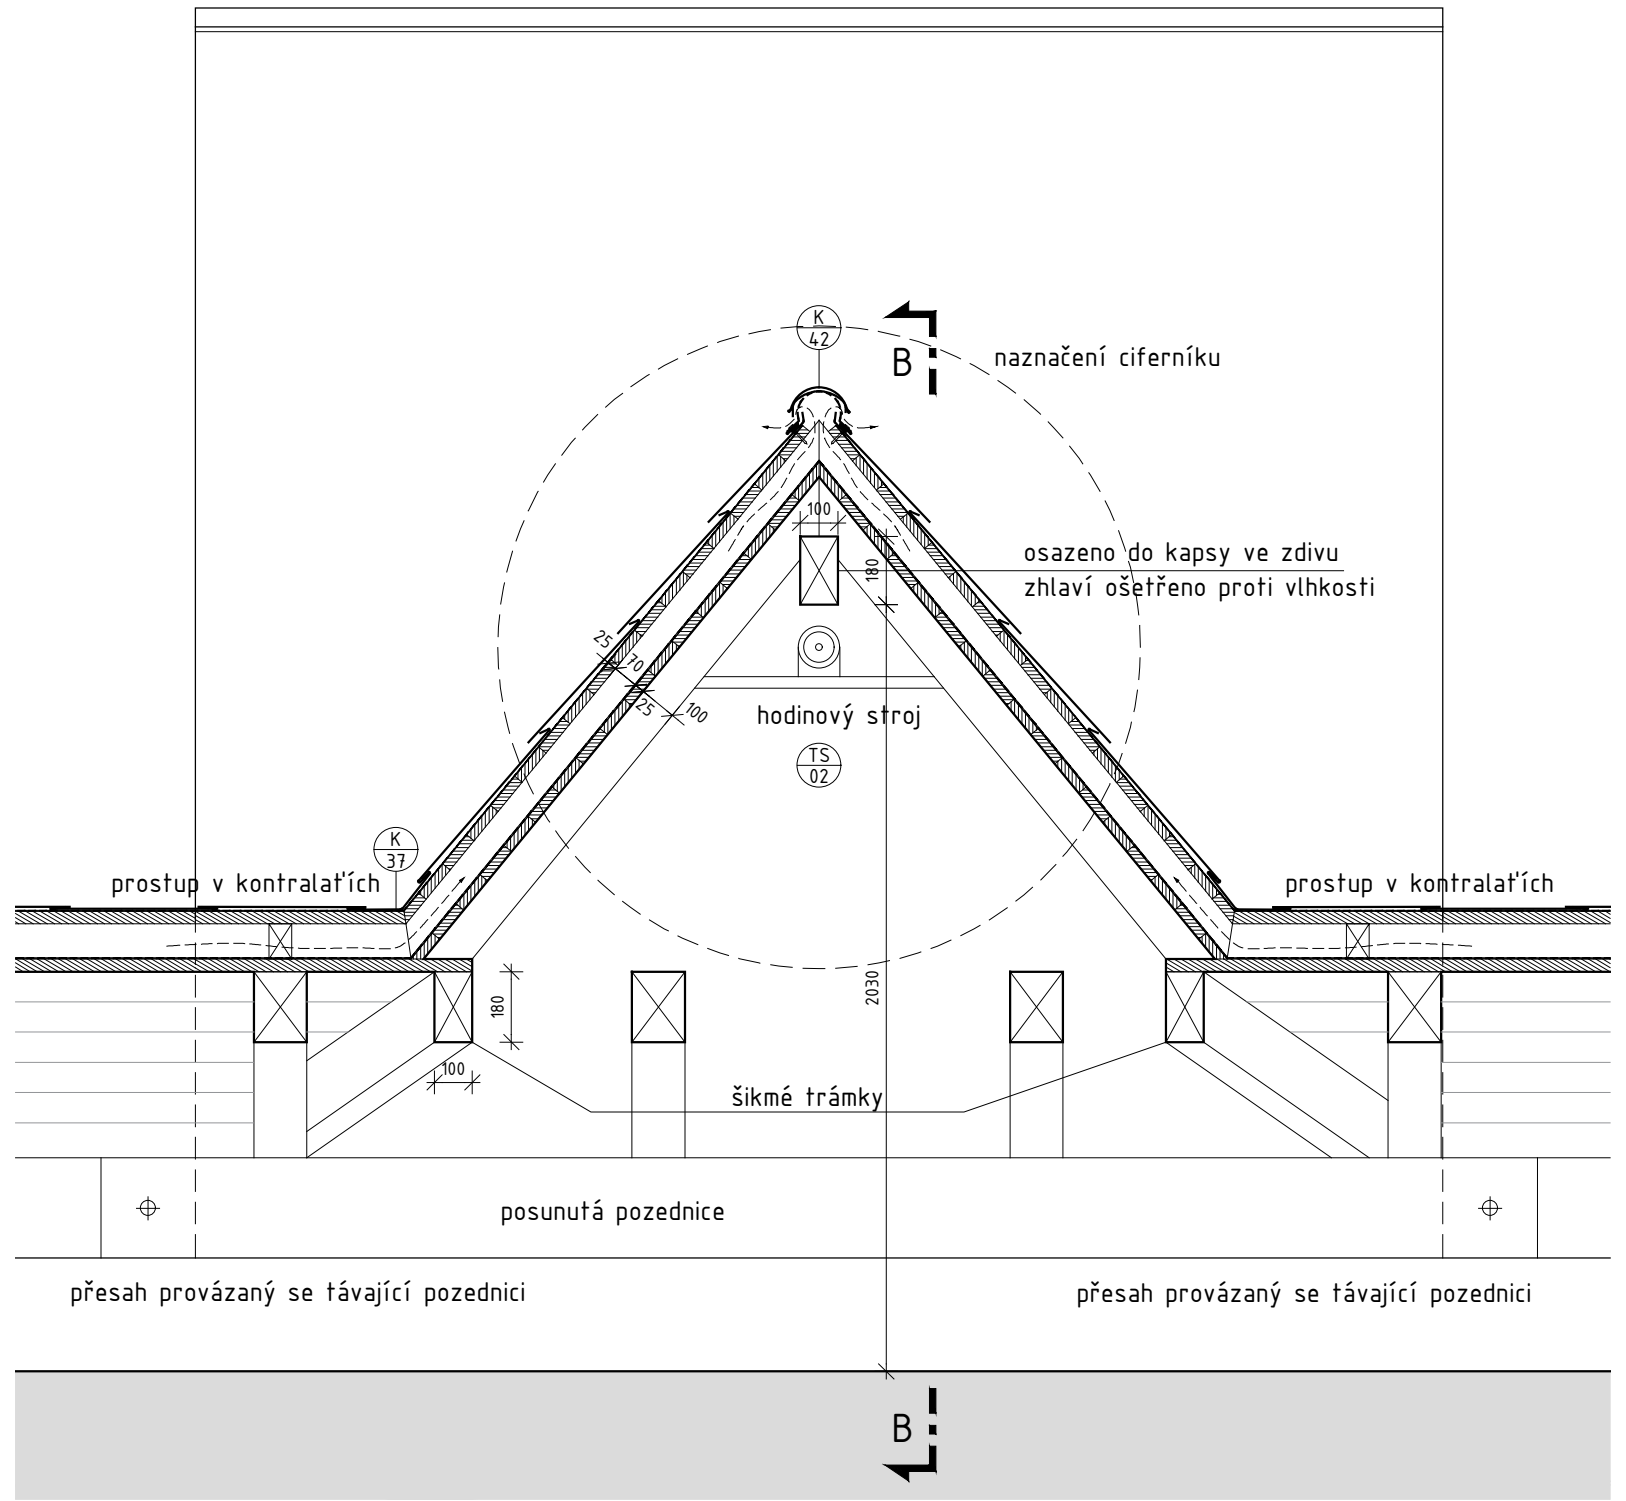 K
42
B
naznačení ciferníku
100
180
osazeno do kapsy ve zdivu
zhlaví ošetřeno proti vlhkosti
25
70
25
100
hodinový stroj
TS
02
K
37
prostup v kontralaťích
prostup v kontralaťích
180
2030
100
šikmé trámky
posunutá pozednice
přesah provázaný se távající pozednici
přesah provázaný se távající pozednici
B